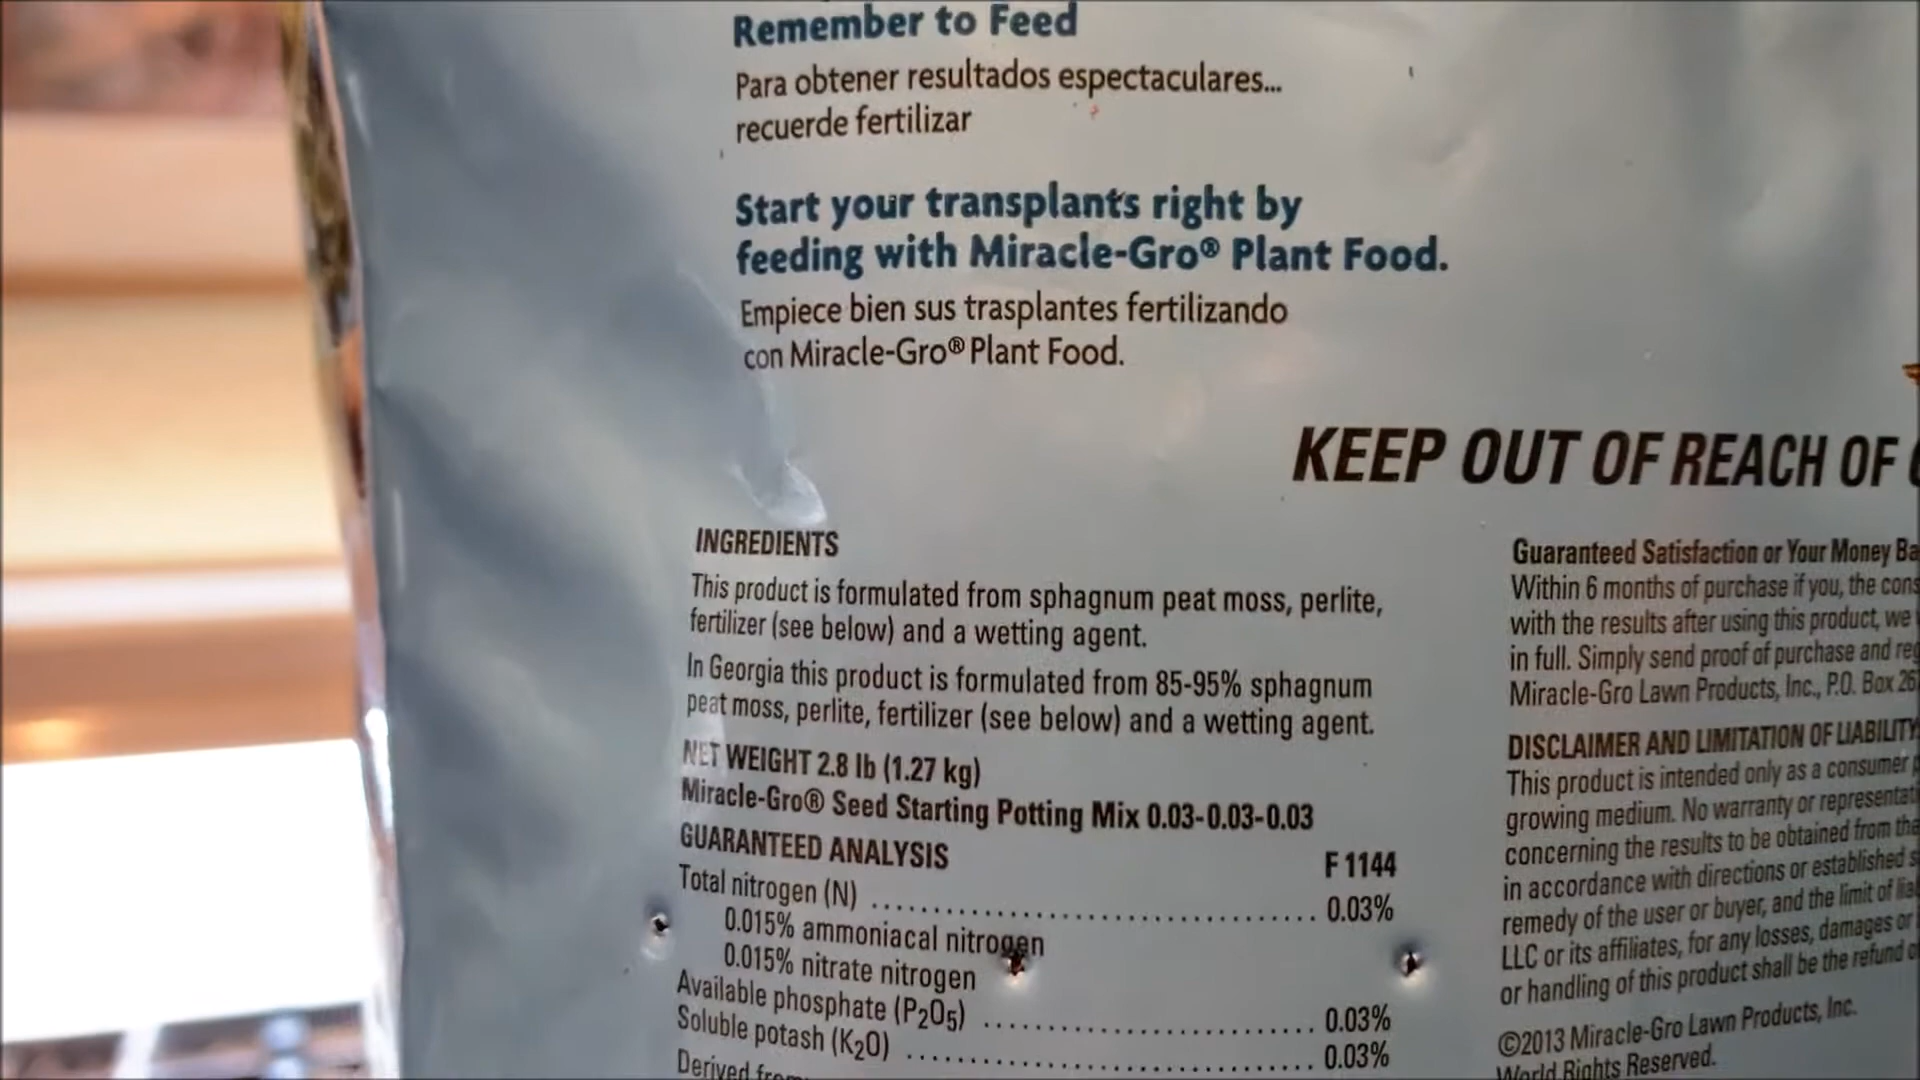 Remember to Feed
Para obtener resultados espectaculares...
recuerde fertilizar
Start your transplants right by
feeding with Miracle-Gro® Plant Food.
Empiece bien sus trasplantes fertilizando
con Miracle-Gro® Plant Food.
KEEP OUT OF REACH OF
INGREDIENTS
This product is formulated from sphagnum peat moss, perlite,
fertilizer (see below) and a wetting agent.
In Georgia this product is formulated from 85-95% sphagnum
peat moss, perlite, fertilizer (see below) and a wetting agent.
NET WEIGHT 2.8 lb (1.27 kg)
Miracle-Gro® Seed Starting Potting Mix 0.03-0.03-0.03
GUARANTEED ANALYSIS F 1144
Total nitrogen (N) 0.03%
0.015% ammoniacal nitrogen
0.015% nitrate nitrogen
Available phosphate (P₂O₅) 0.03%
Soluble potash (K₂O) 0.03%
Derived
Guaranteed Satisfaction or Your Money
Within 6 months of purchase if you, the
with the results after using this product, we
in full. Simply send proof of purchase and
Miracle-Gro Lawn Products, Inc., P.O. Box
DISCLAIMER AND LIMITATION OF LIABILITY
This product is intended only as a consumer
growing medium. No warranty or
concerning the results to be obtained from the
in accordance with directions or established
remedy of the user or buyer, and the limit of
LLC or its affiliates, for any losses, damages or
or handling of this product shall be the refund
©2013 Miracle-Gro Lawn Products, Inc.
World Rights Reserved.